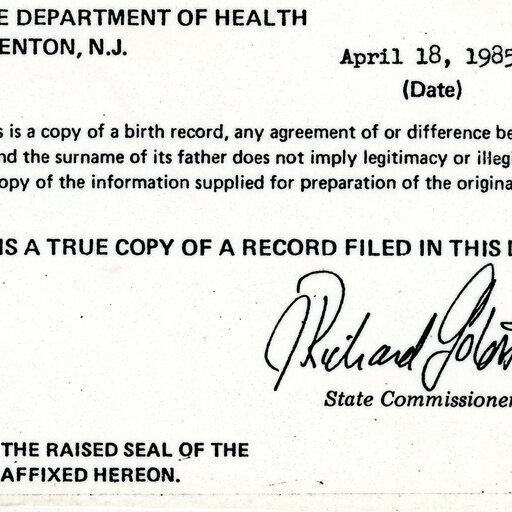 E DEPARTMENT OF HEALTH
ENTON, N.J.
April 18, 1985
(Date)
s is a copy of a birth record, any agreement of or difference be
nd the surname of its father does not imply legitimacy or illegi
opy of the information supplied for preparation of the origina
IS A TRUE COPY OF A RECORD FILED IN THIS D
Richard
State Commissioner
THE RAISED SEAL OF THE
AFFIXED HEREON.